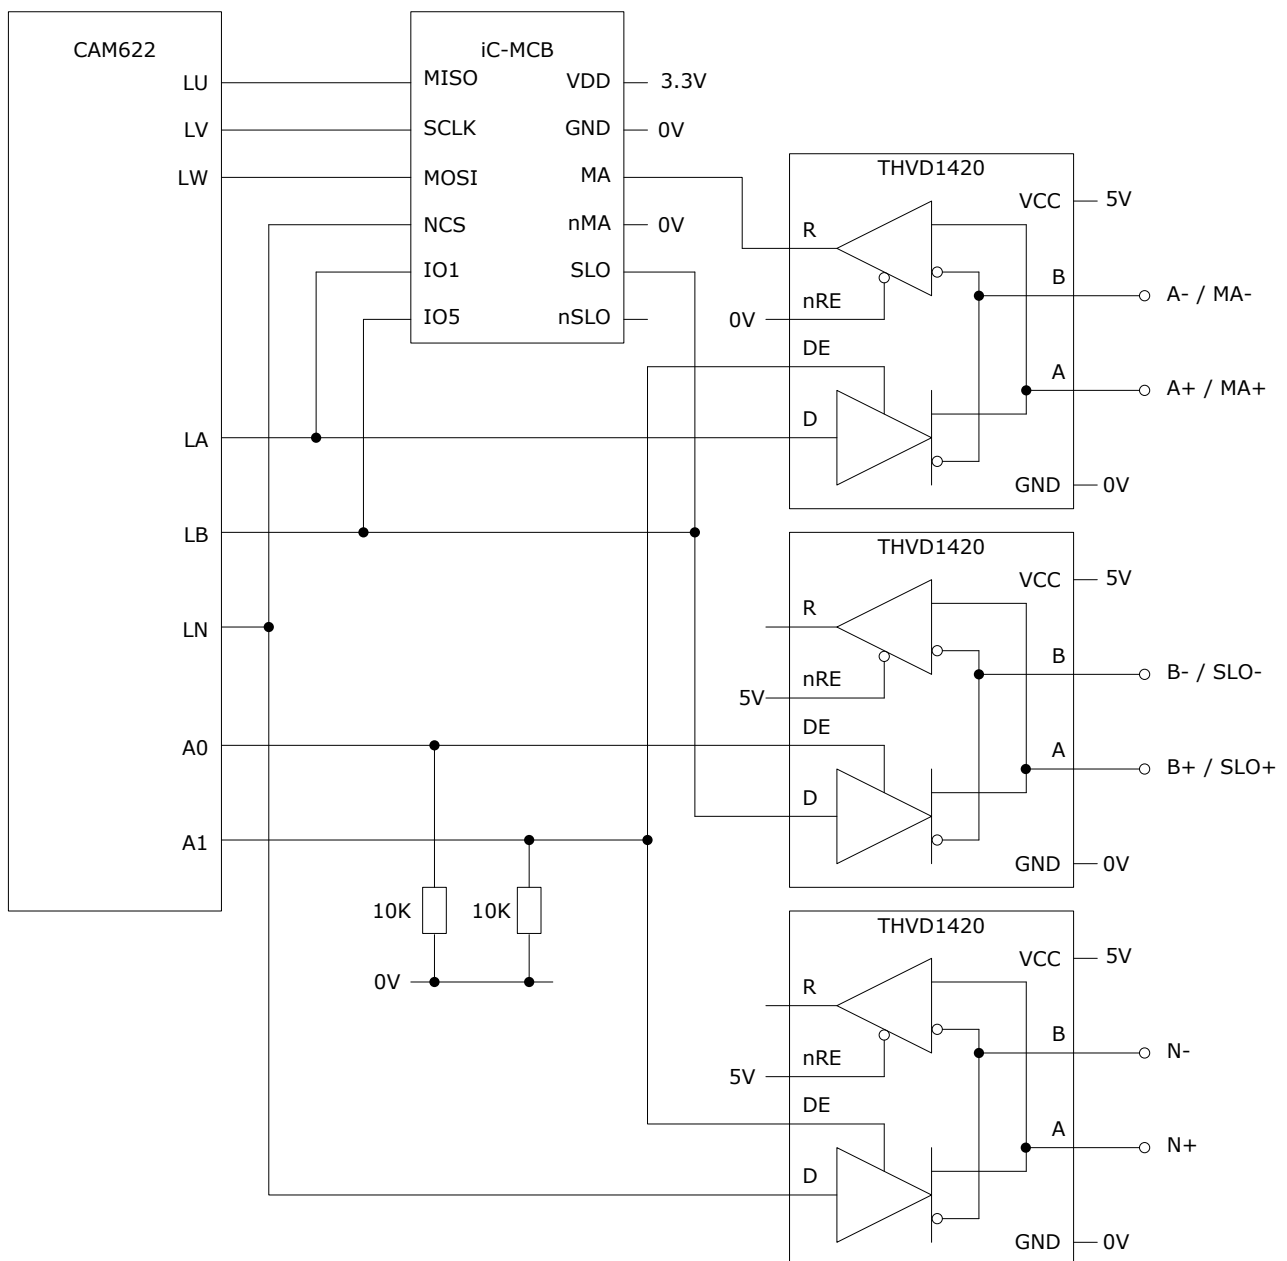 CAM622
LU
LV
LW
LA
LB
LN
A0
A1
iC-MCB
MISO
SCLK
MOSI
NCS
IO1
IO5
VDD
GND
MA
nMA
SLO
nSLO
3.3V
0V
0V
10K
10K
0V
THVD1420
VCC
5V
R
nRE
0V
DE
D
B
A
GND
0V
A- / MA-
A+ / MA+
THVD1420
VCC
5V
R
nRE
5V
DE
D
B
A
GND
0V
B- / SLO-
B+ / SLO+
THVD1420
VCC
5V
R
nRE
5V
DE
D
B
A
GND
0V
N-
N+